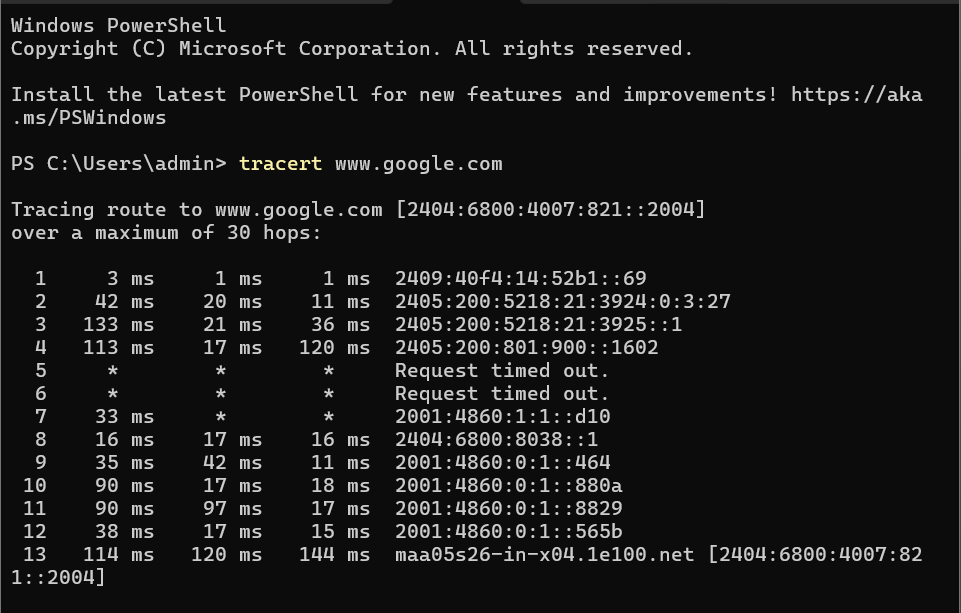 Windows PowerShell
Copyright (C) Microsoft Corporation. All rights reserved.
Install the latest PowerShell for new features and improvements! https://aka
.ms/PSWindows
PS C:\Users\admin> tracert www.google.com
Tracing route to www.google.com [2404:6800:4007:821::2004]
over a maximum of 30 hops:
  1     3 ms     1 ms     1 ms  2409:40f4:14:52b1::69
  2    42 ms    20 ms    11 ms  2405:200:5218:21:3924:0:3:27
  3   133 ms    21 ms    36 ms  2405:200:5218:21:3925::1
  4   113 ms    17 ms   120 ms  2405:200:801:900::1602
  5     *        *        *     Request timed out.
  6     *        *        *     Request timed out.
  7    33 ms     *        *     2001:4860:1:1::d10
  8    16 ms    17 ms    16 ms  2404:6800:8038::1
  9    35 ms    42 ms    11 ms  2001:4860:0:1::464
 10    90 ms    17 ms    18 ms  2001:4860:0:1::880a
 11    90 ms    97 ms    17 ms  2001:4860:0:1::8829
 12    38 ms    17 ms    15 ms  2001:4860:0:1::565b
 13   114 ms   120 ms   144 ms  maa05s26-in-x04.1e100.net [2404:6800:4007:82
1::2004]